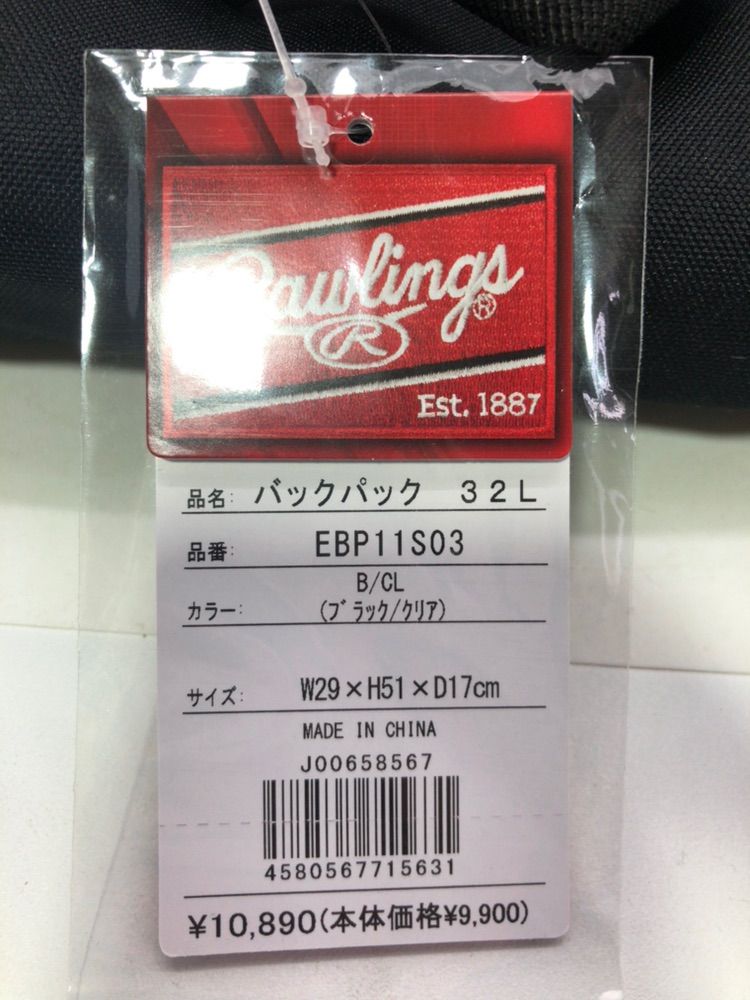 Rawlings®
R
Est. 1887
品名: バックパック 32L
品番: EBP11S03
B/CL
カラー: (ブラック/クリア)
サイズ: W29×H51×D17cm
MADE IN CHINA
J00658567
4580567715631
¥10,890(本体価格¥9,900)